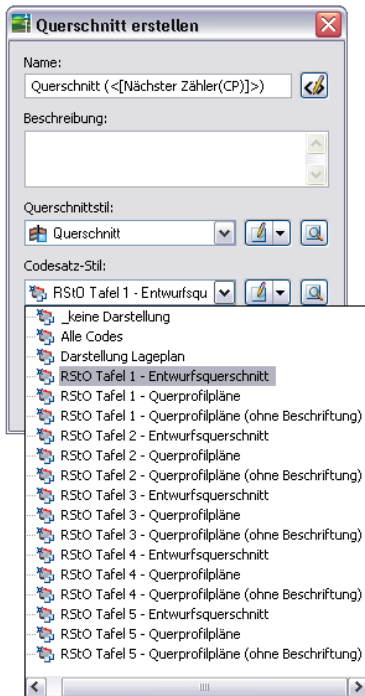 Querschnitt erstellen
Name:
Querschnitt (<[Nächster Zähler(CP)]>)
Beschreibung:
Querschnittstil:
Querschnitt
Codesatz-Stil:
RStO Tafel 1 - Entwurfsqu
_keine Darstellung
Alle Codes
Darstellung Lageplan
RStO Tafel 1 - Entwurfsquerschnitt
RStO Tafel 1 - Querprofilpläne
RStO Tafel 1 - Querprofilpläne (ohne Beschriftung)
RStO Tafel 2 - Entwurfsquerschnitt
RStO Tafel 2 - Querprofilpläne
RStO Tafel 2 - Querprofilpläne (ohne Beschriftung)
RStO Tafel 3 - Entwurfsquerschnitt
RStO Tafel 3 - Querprofilpläne
RStO Tafel 3 - Querprofilpläne (ohne Beschriftung)
RStO Tafel 4 - Entwurfsquerschnitt
RStO Tafel 4 - Querprofilpläne
RStO Tafel 4 - Querprofilpläne (ohne Beschriftung)
RStO Tafel 5 - Entwurfsquerschnitt
RStO Tafel 5 - Querprofilpläne
RStO Tafel 5 - Querprofilpläne (ohne Beschriftung)